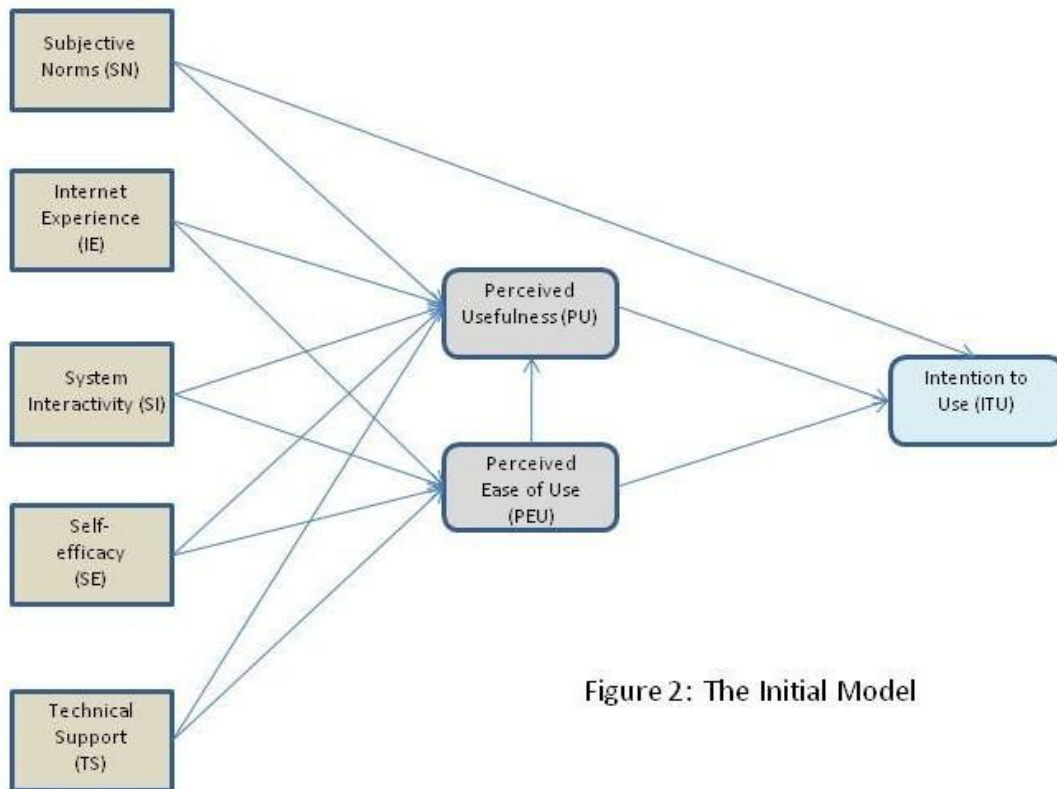 Subjective
Norms (SN)
Internet
Experience
(IE)
System
Interactivity (SI)
Self-
efficacy
(SE)
Technical
Support
(TS)
Perceived
Usefulness (PU)
Perceived
Ease of Use
(PEU)
Intention to
Use (ITU)
Figure 2: The Initial Model